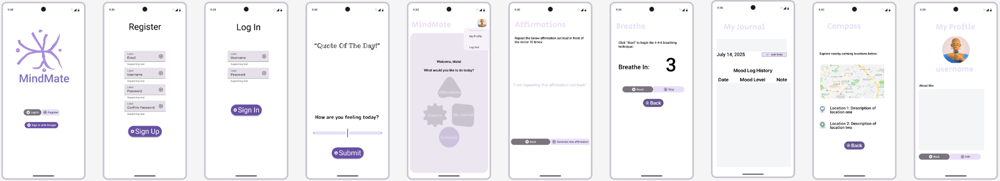 9:30
MindMate
Log In
Register
Sign In with Google
9:30
Register
Label
Email
Supporting text
Label
Username
Supporting text
Label
Password
Supporting text
Label
Confirm Password
Supporting text
Sign Up
9:30
Log In
Label
Username
Label
Password
Supporting text
Sign In
9:30
"Quote Of The Day!"
How are you feeling today?
Submit
9:30
MindMate
My Profile
Log Out
Welcome, Mate!
What would you like to do today?
Affirmations
Breathe
My Journal
Compass
9:30
Affirmations
Repeat the below affirmation out loud in front of
the mirror 10 times:
"I am repeating this affirmation out loud."
Back
Generate new affirmation
9:30
Breathe
Click "Start" to begin the 4-4-6 breathing
technique:
Breathe In:
3
Reset
Stop
Back
9:30
My Journal
July 14, 2025
Add Note
Mood Log History
Date Mood Level Note
9:30
Compass
Explore nearby calming locations below:
Location 1: Description of
location one
Location 2: Description of
location two
Back
9:30
My Profile
username
About Me:
Back
Edit